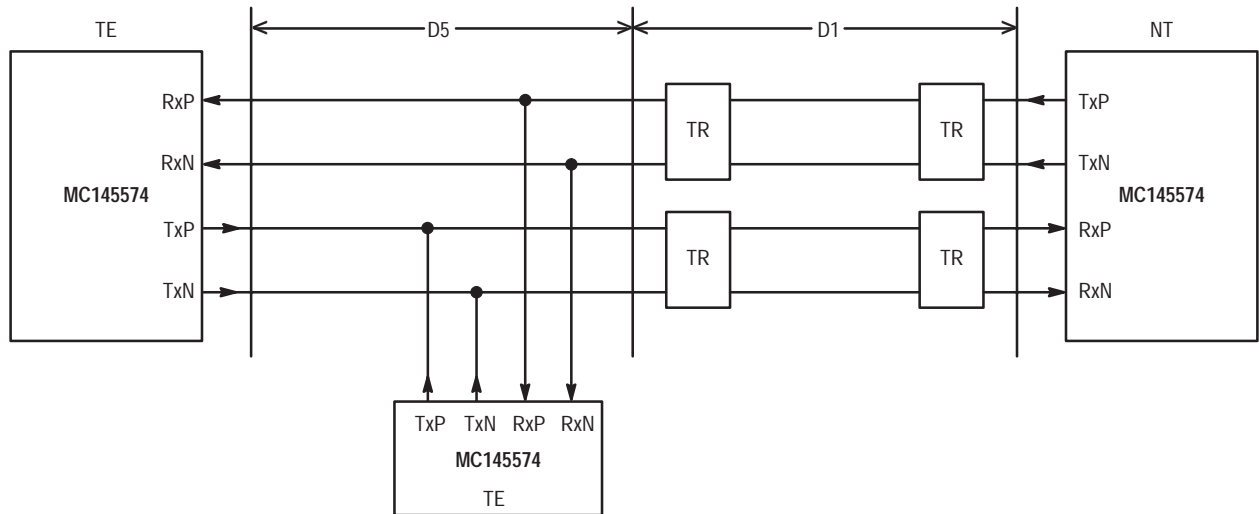 TE D5 D1 NT
RxP TxP
TR TR
RxN TxN
MC145574 MC145574
TxP RxP
TR TR
TxN RxN
TxP TxN RxP RxN
MC145574
TE